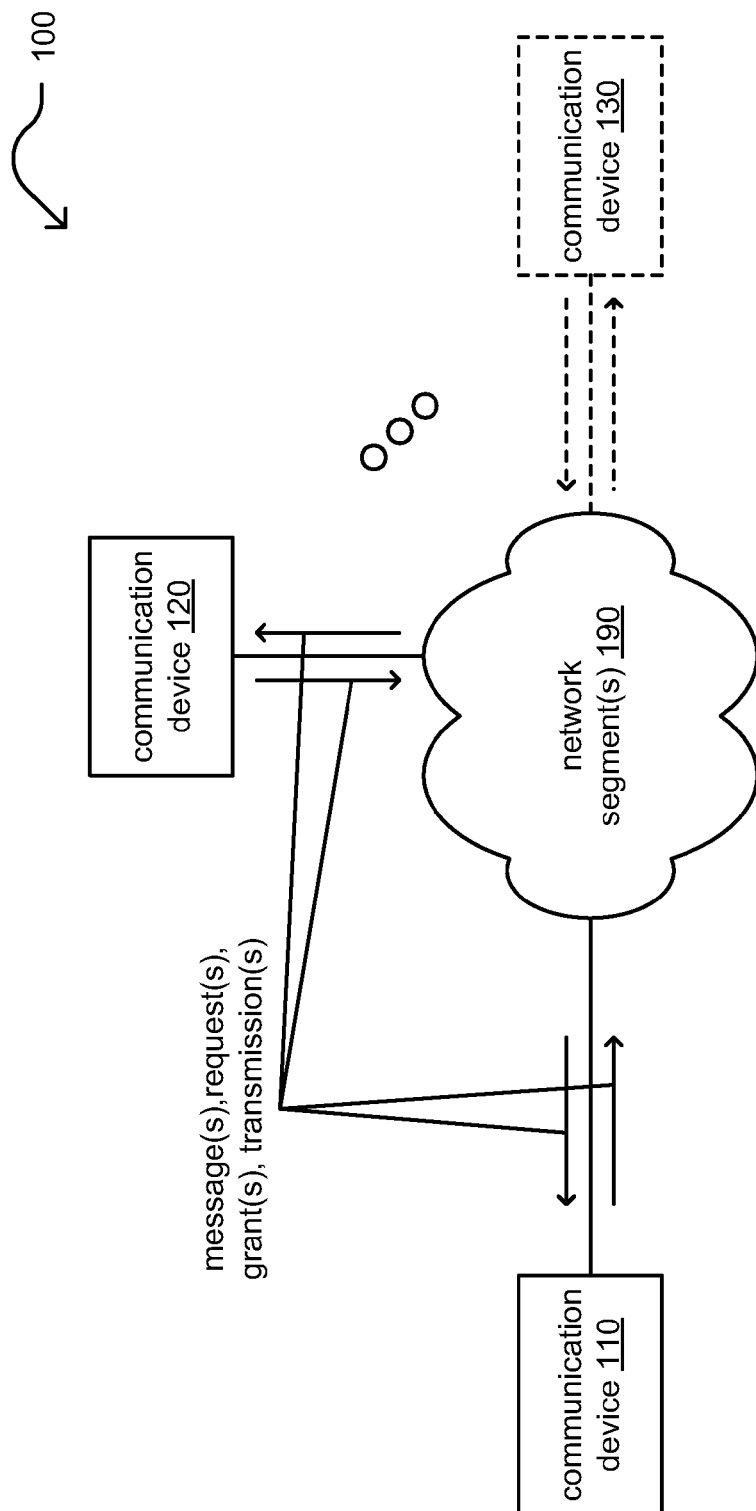 100
communication
device 120
message(s),request(s),
grant(s), transmission(s)
communication
device 110
network
segment(s) 190
communication
device 130